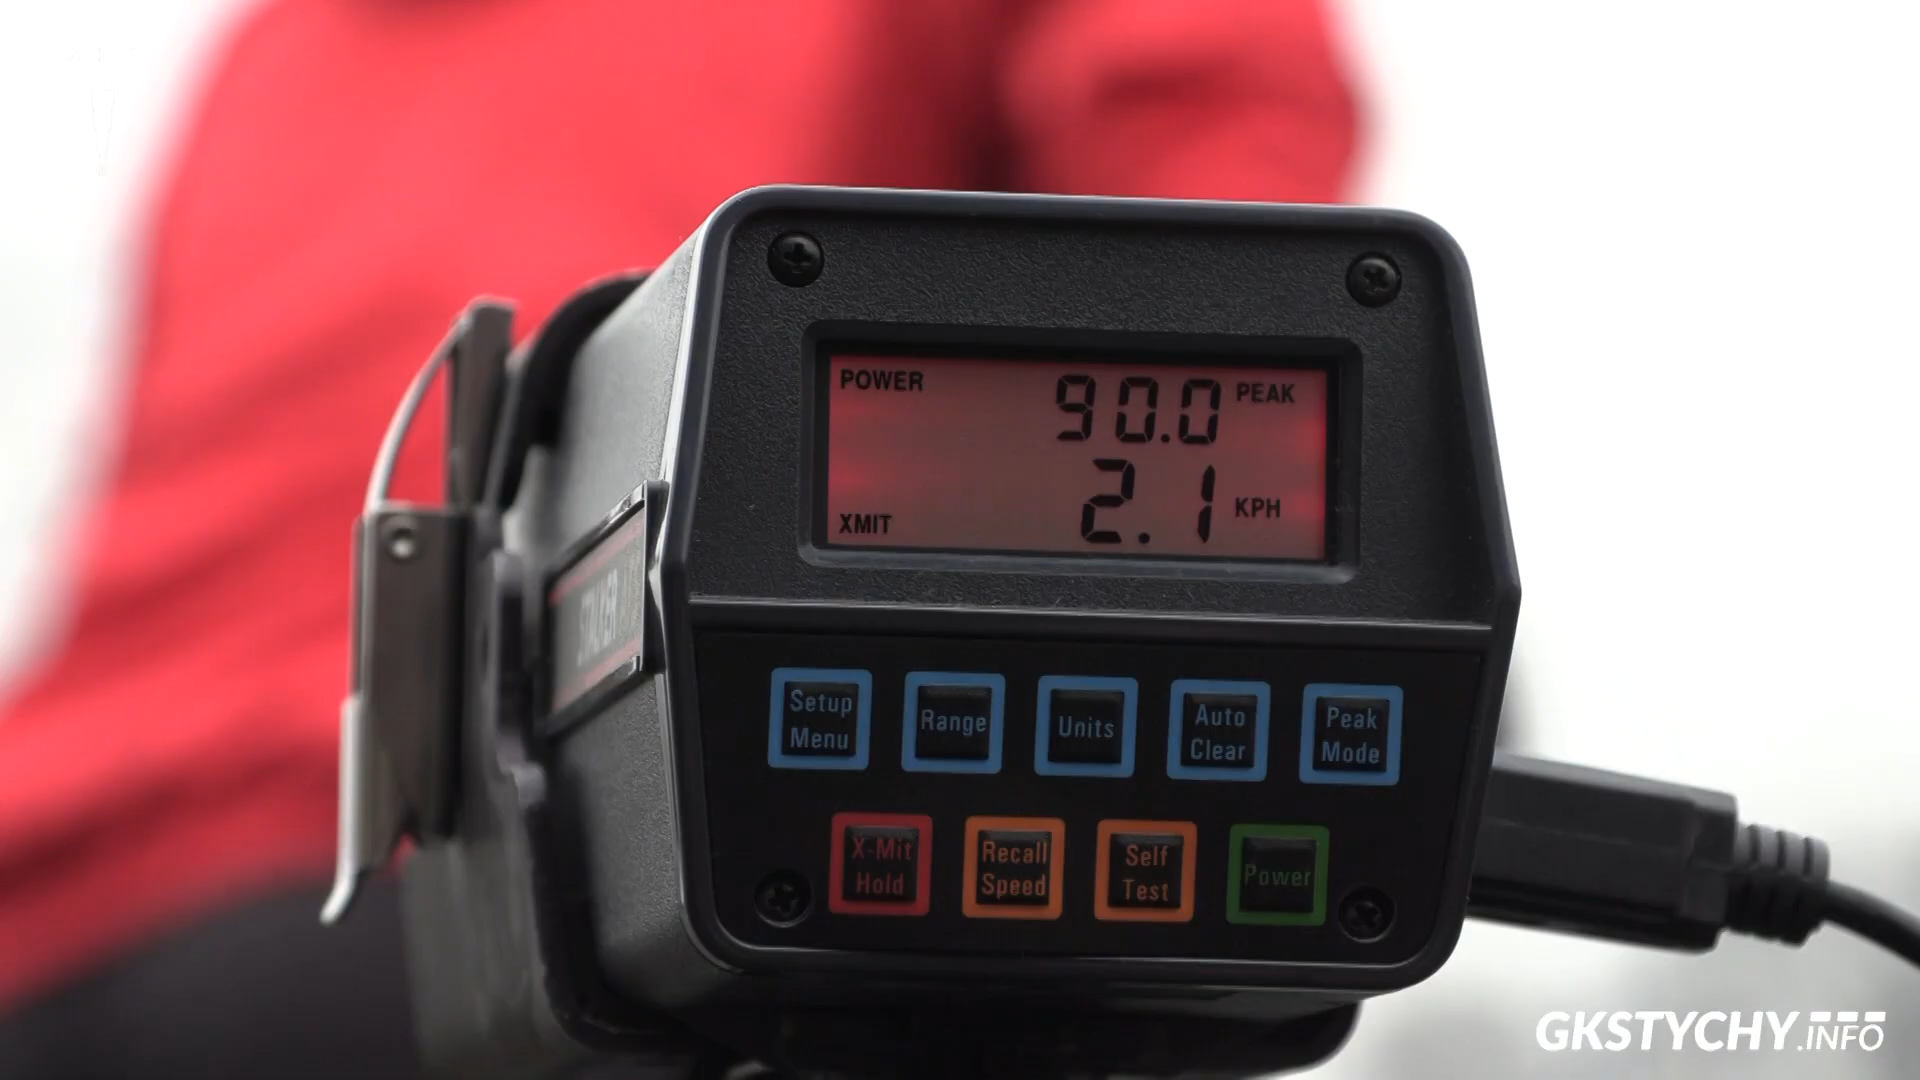 POWER 90.0 PEAK
XMIT 2.1 KPH
STALKER
Setup Menu
Range
Units
Auto Clear
Peak Mode
X-Mit Hold
Recall Speed
Self Test
Power
GKSTYCHY.INFO